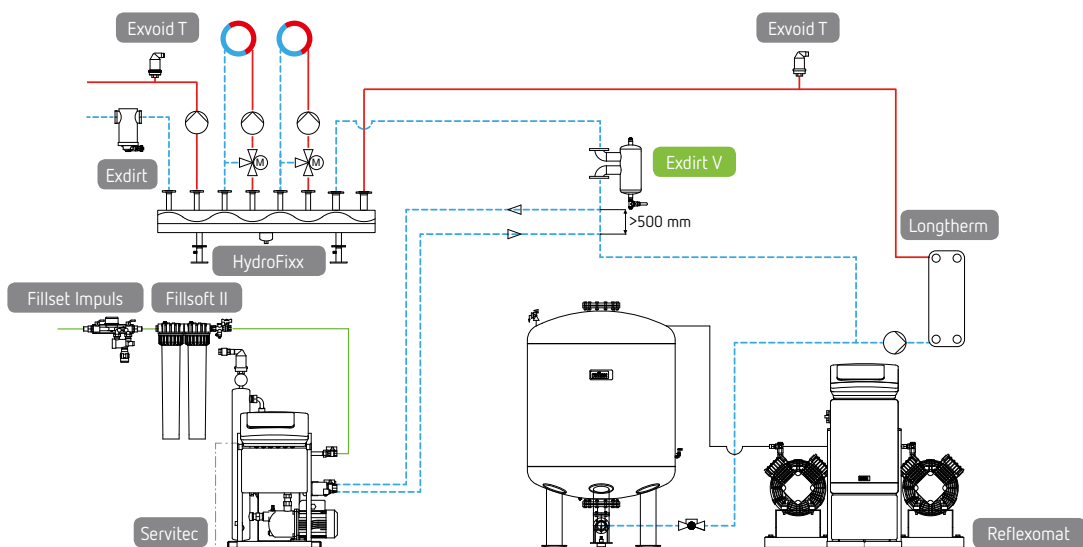 Exvoid T
Exvoid T
Exdirt
Exdirt V
M
M
>500 mm
HydroFixx
Longtherm
Fillset Impuls
Fillsoft II
Servitec
Reflexomat